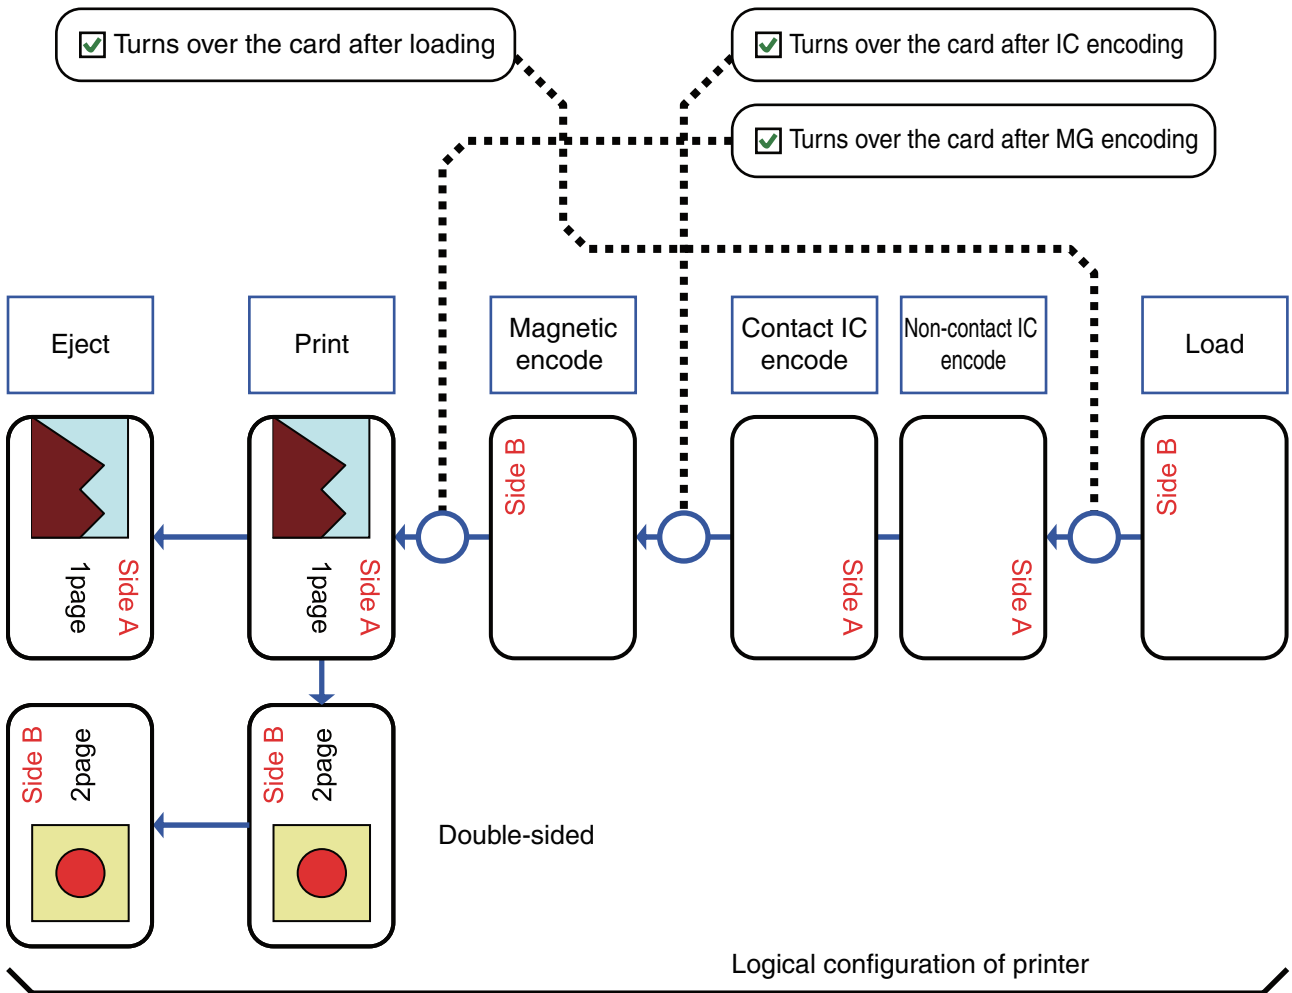 Turns over the card after loading
Turns over the card after IC encoding
Turns over the card after MG encoding
Eject
Print
Magnetic
encode
Contact IC
encode
Non-contact IC
encode
Load
Side A
1page
Side A
1page
Side B
Side A
Side A
Side B
Side B
2page
Side B
2page
Double-sided
Logical configuration of printer